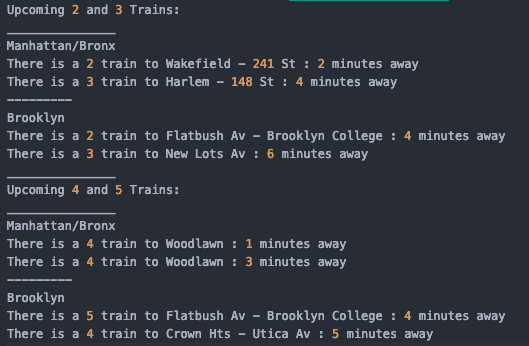 Upcoming 2 and 3 Trains:
_______________
Manhattan/Bronx
There is a 2 train to Wakefield - 241 St : 2 minutes away
There is a 3 train to Harlem - 148 St : 4 minutes away
---------
Brooklyn
There is a 2 train to Flatbush Av - Brooklyn College : 4 minutes away
There is a 3 train to New Lots Av : 6 minutes away
_______________
Upcoming 4 and 5 Trains:
_______________
Manhattan/Bronx
There is a 4 train to Woodlawn : 1 minutes away
There is a 4 train to Woodlawn : 3 minutes away
---------
Brooklyn
There is a 5 train to Flatbush Av - Brooklyn College : 4 minutes away
There is a 4 train to Crown Hts - Utica Av : 5 minutes away